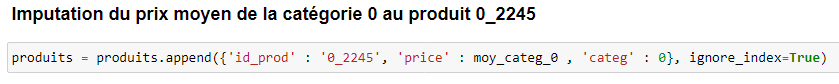 Imputation du prix moyen de la catégorie 0 au produit 0_2245
produits = produits.append({'id_prod' : '0_2245', 'price' : moy_categ_0 , 'categ' : 0}, ignore_index=True)